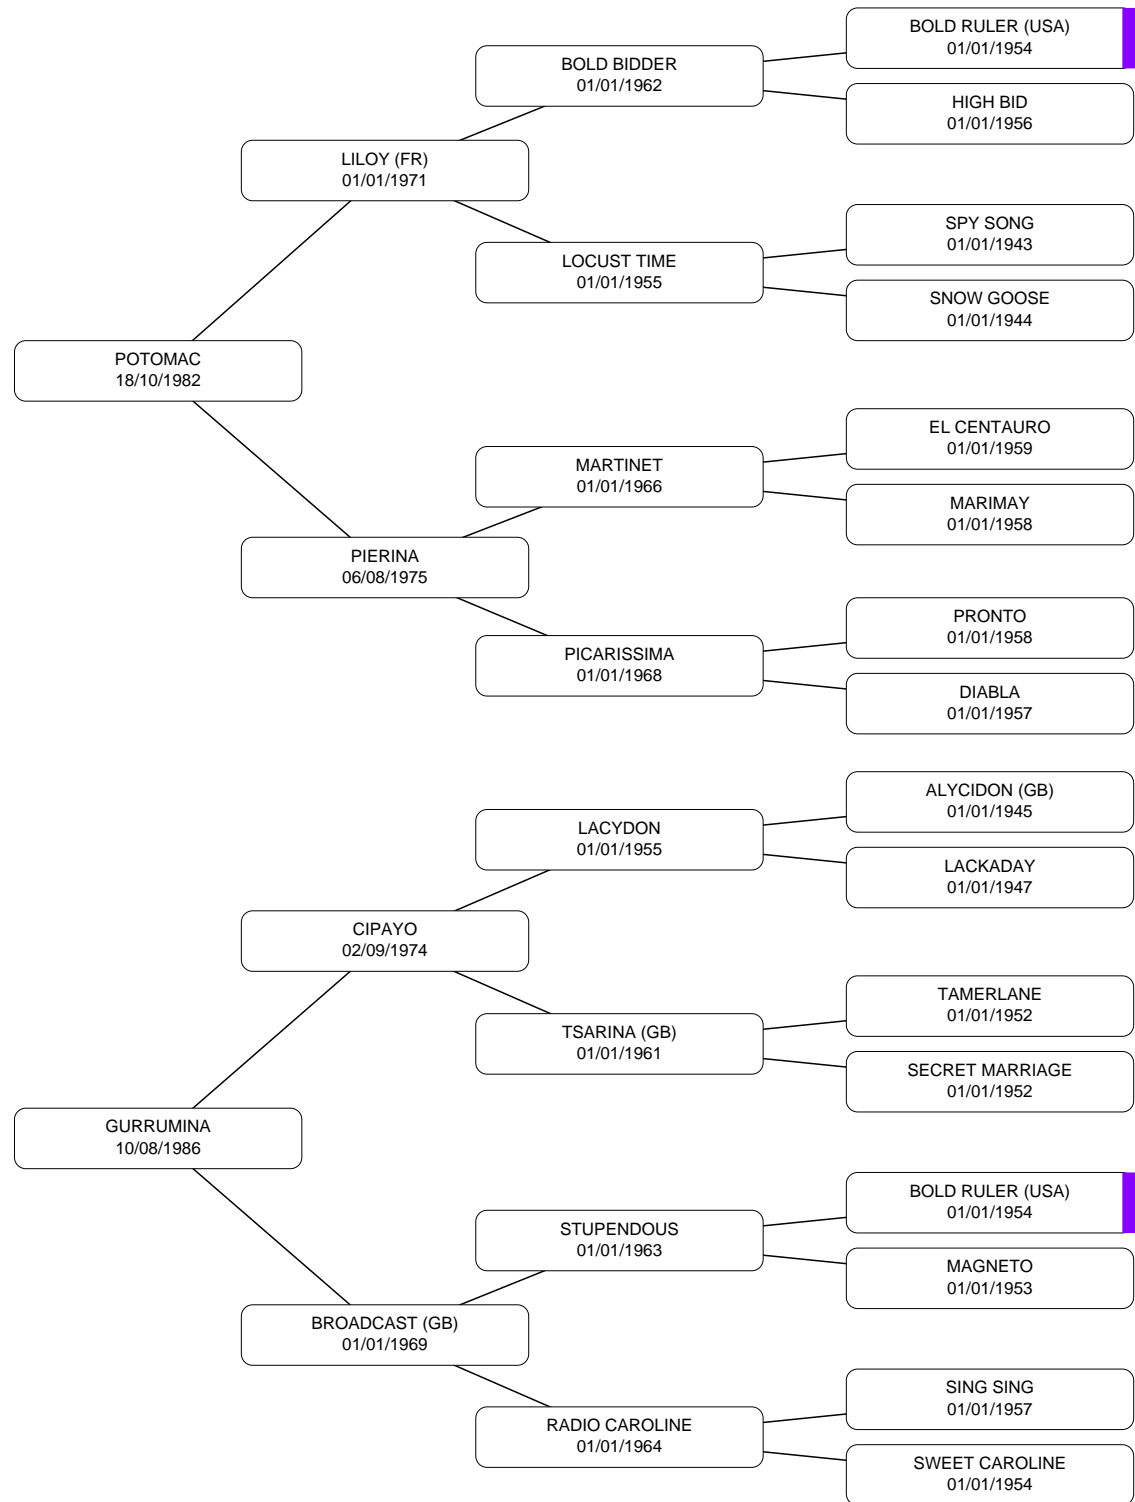 BOLD RULER (USA)
01/01/1954
BOLD BIDDER
01/01/1962
HIGH BID
01/01/1956
LILOY (FR)
01/01/1971
SPY SONG
01/01/1943
LOCUST TIME
01/01/1955
SNOW GOOSE
01/01/1944
POTOMAC
18/10/1982
EL CENTAURO
01/01/1959
MARTINET
01/01/1966
MARIMAY
01/01/1958
PIERINA
06/08/1975
PRONTO
01/01/1958
PICARISSIMA
01/01/1968
DIABLA
01/01/1957
ALYCIDON (GB)
01/01/1945
LACYDON
01/01/1955
LACKADAY
01/01/1947
CIPAYO
02/09/1974
TAMERLANE
01/01/1952
TSARINA (GB)
01/01/1961
SECRET MARRIAGE
01/01/1952
GURRUMINA
10/08/1986
BOLD RULER (USA)
01/01/1954
STUPENDOUS
01/01/1963
MAGNETO
01/01/1953
BROADCAST (GB)
01/01/1969
SING SING
01/01/1957
RADIO CAROLINE
01/01/1964
SWEET CAROLINE
01/01/1954